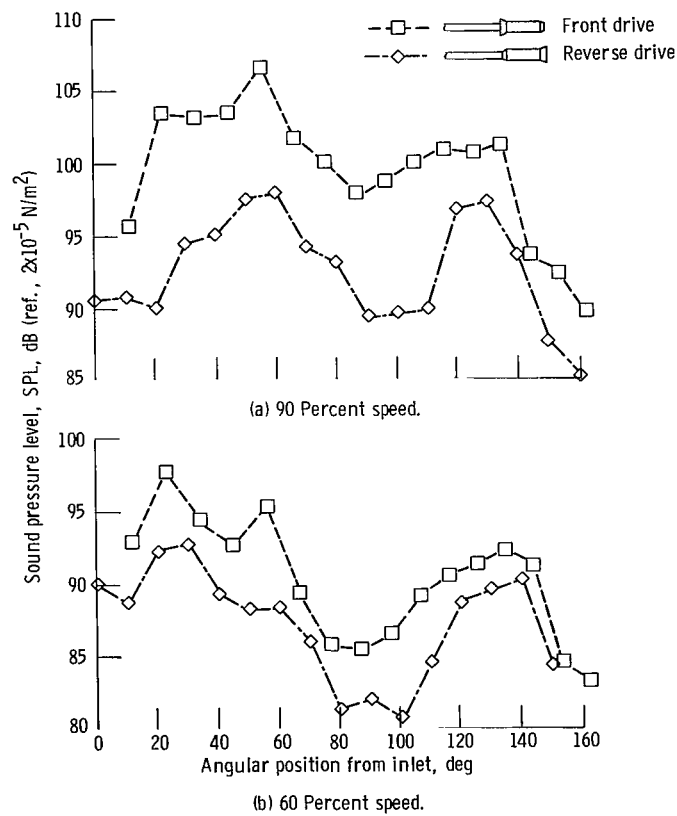 110
Front drive
Reverse drive
105
100
95
90
85
(a) 90 Percent speed.
Sound pressure level, SPL, dB (ref., 2x10⁻⁵ N/m²)
100
95
90
85
80
0 20 40 60 80 100 120 140 160
Angular position from inlet, deg
(b) 60 Percent speed.